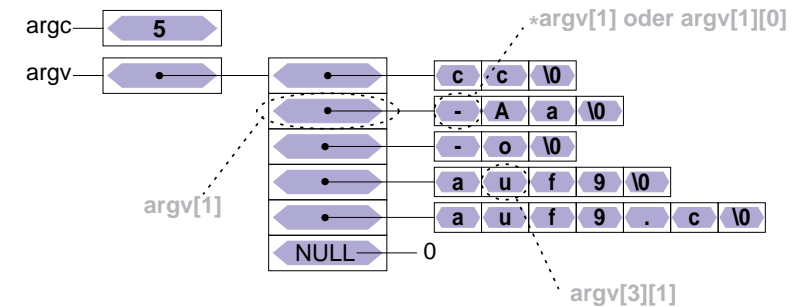 argc 5 *argv[1] oder argv[1][0]
argv c c \0
- A a \0
- o \0
argv[1] a u f 9 \0
a u f 9 . c \0
NULL 0
argv[3][1]